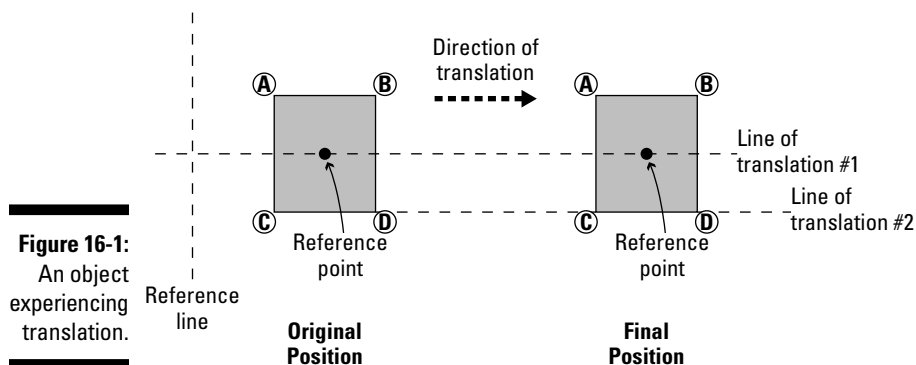 Direction of
translation
A
B
A
B
Line of
translation #1
C
D
C
D
Line of
translation #2
Reference
point
Reference
point
Reference
line
Original
Position
Final
Position
Figure 16-1:
An object
experiencing
translation.